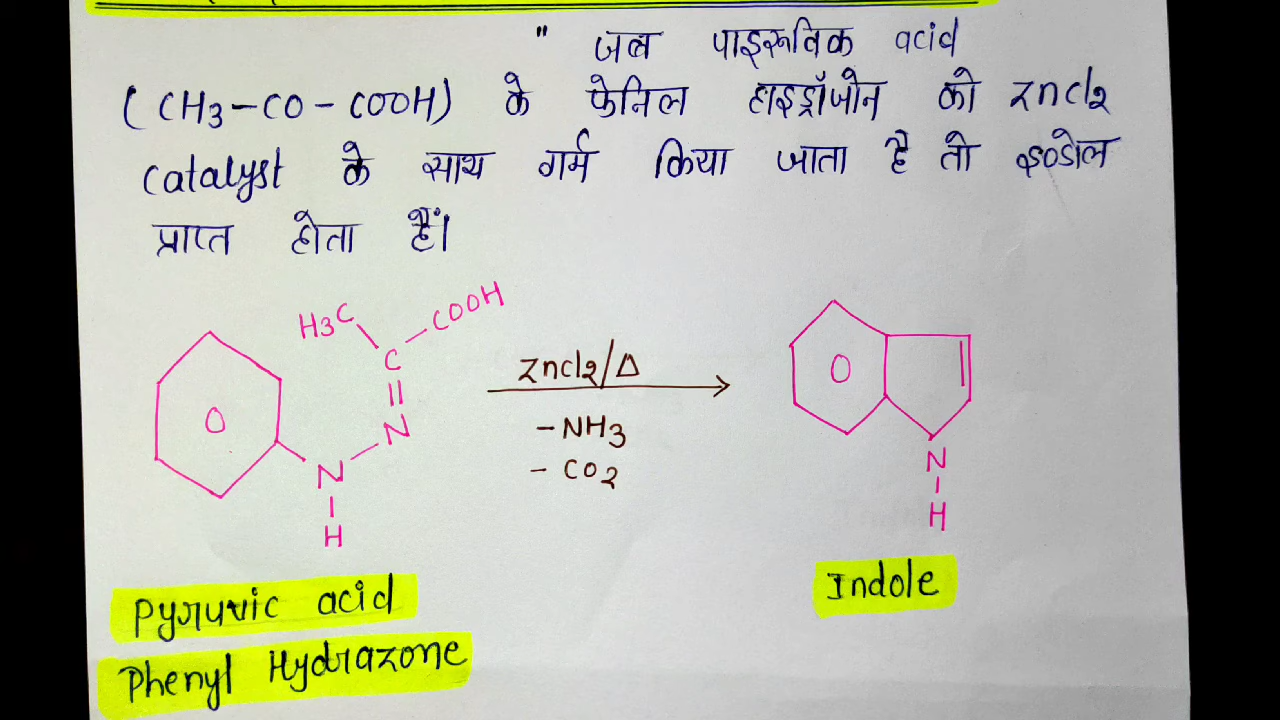 " जब पाइरूविक acid
(CH3-CO-COOH) के फेनिल हाइड्रॉजोन को zncl2
catalyst के साथ गर्म किया जाता है तो इण्डोल
प्राप्त होता हैं।
H3C
COOH
C
N
N
H
zncl2/Δ
-NH3
-CO2
N
H
Pyruvic acid
Phenyl Hydrazone
Indole